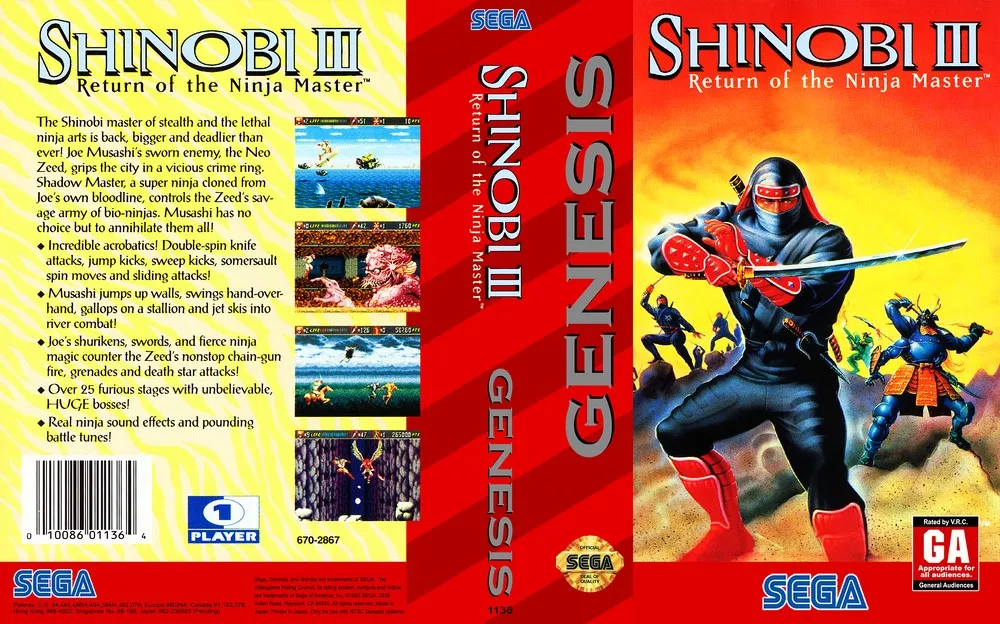 SHINOBI III
Return of the Ninja Master™
The Shinobi master of stealth and the lethal
ninja arts is back, bigger and deadlier than
ever! Joe Musashi's sworn enemy, the Neo
Zeed, grips the city in a vicious crime ring.
Shadow Master, a super ninja cloned from
Joe's own bloodline, controls the Zeed's sav-
age army of bio-ninjas. Musashi has no
choice but to annihilate them all!
◆ Incredible acrobatics! Double-spin knife
attacks, jump kicks, sweep kicks, somersault
spin moves and sliding attacks!
◆ Musashi jumps up walls, swings hand-over-
hand, gallops on a stallion and jet skis into
river combat!
◆ Joe's shurikens, swords, and fierce ninja
magic counter the Zeed's nonstop chain-gun
fire, grenades and death star attacks!
◆ Over 25 furious stages with unbelievable,
HUGE bosses!
◆ Real ninja sound effects and pounding
battle tunes!
0 10086 01136 4
1
PLAYER
670-2867
SEGA
SEGA
SHINOBI III
Return of the Ninja Master™
GENESIS
1136
GENESIS
OFFICIAL
SEGA
SEAL OF
QUALITY
SHINOBI III
Return of the Ninja Master™
SEGA
Rated by V.R.C.
GA
Appropriate for
all audiences.
General Audiences